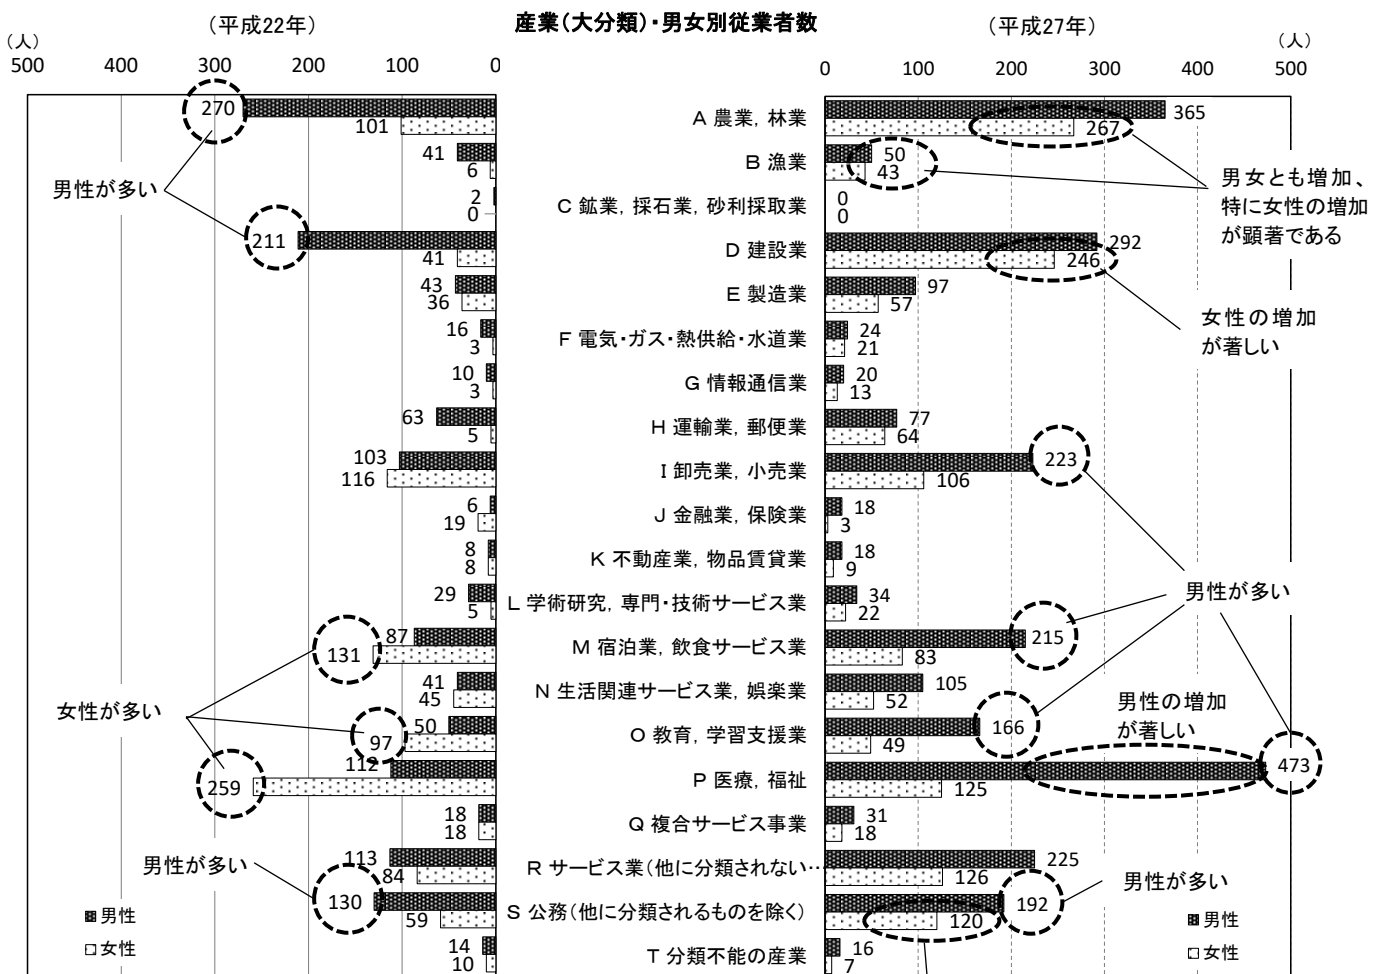 産業(大分類)・男女別従業者数
(平成22年)
(平成27年)
(人)
(人)
500 400 300 200 100 0
0 100 200 300 400 500
270 A 農業, 林業 365
101 267
41 B 漁業 50
6 43
2 C 鉱業, 採石業, 砂利採取業 0
0 0
211 D 建設業 292
41 246
43 E 製造業 97
36 57
16 F 電気・ガス・熱供給・水道業 24
3 21
10 G 情報通信業 20
3 13
63 H 運輸業, 郵便業 77
5 64
103 I 卸売業, 小売業 223
116 106
6 J 金融業, 保険業 18
19 3
8 K 不動産業, 物品賃貸業 18
8 9
29 L 学術研究, 専門・技術サービス業 34
5 22
87 M 宿泊業, 飲食サービス業 215
131 83
41 N 生活関連サービス業, 娯楽業 105
45 52
50 O 教育, 学習支援業 166
97 49
112 P 医療, 福祉 473
259 125
18 Q 複合サービス事業 31
18 18
113 R サービス業(他に分類されない… 225
84 126
130 S 公務(他に分類されるものを除く) 192
59 120
14 T 分類不能の産業 16
10 7
男性が多い
女性が多い
男性が多い
男女とも増加、
特に女性の増加
が顕著である
女性の増加
が著しい
男性が多い
男性の増加
が著しい
男性が多い
男性
女性
男性
女性